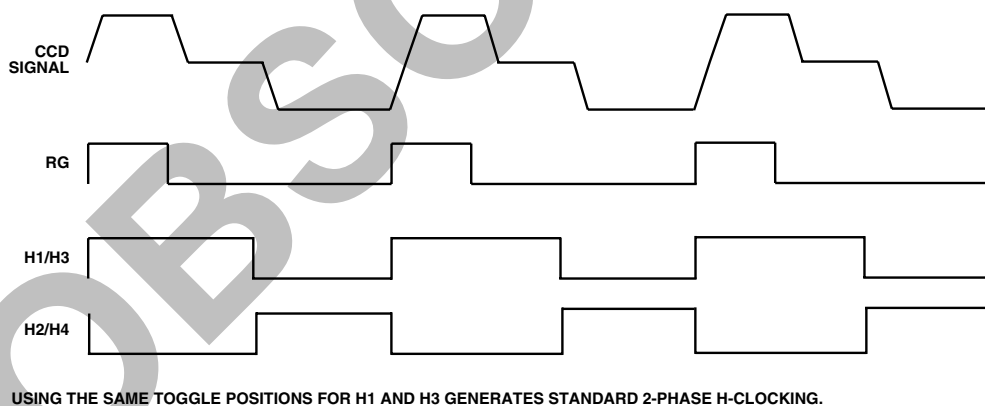 CCD
SIGNAL
RG
H1/H3
H2/H4
USING THE SAME TOGGLE POSITIONS FOR H1 AND H3 GENERATES STANDARD 2-PHASE H-CLOCKING.